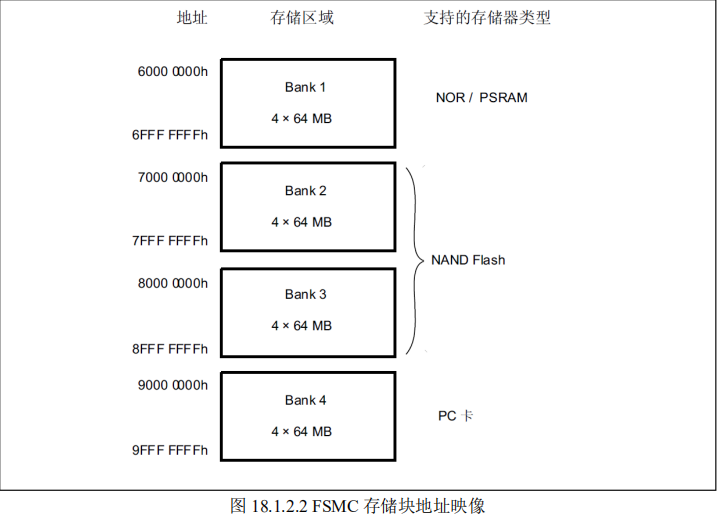 地址 存储区域 支持的存储器类型
6000 0000h
Bank 1
NOR / PSRAM
4 × 64 MB
6FFF FFFFh
7000 0000h
Bank 2
4 × 64 MB
7FFF FFFFh
NAND Flash
8000 0000h
Bank 3
4 × 64 MB
8FFF FFFFh
9000 0000h
Bank 4
PC 卡
4 × 64 MB
9FFF FFFFh
图 18.1.2.2 FSMC 存储块地址映像